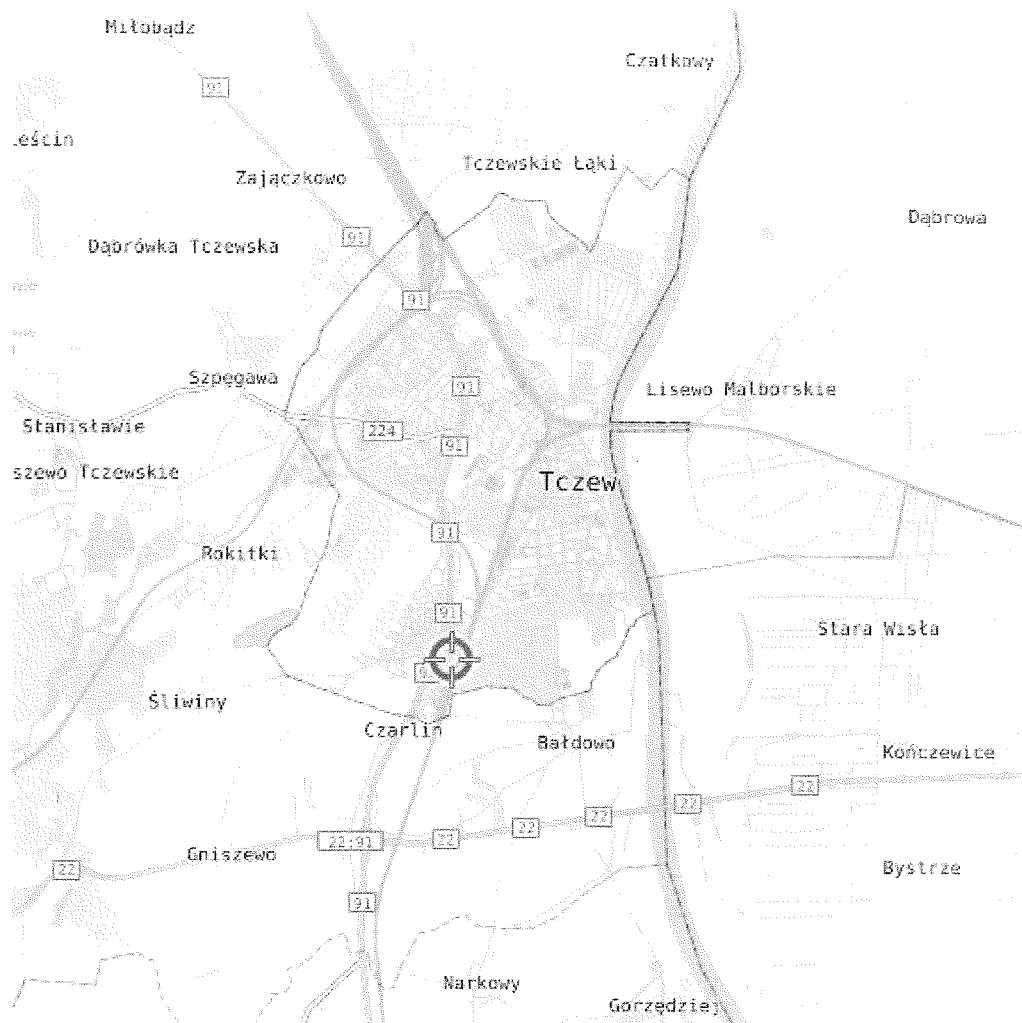 Miłobądz
Czatkowy
91
Zajączkowo
Tczewskie Łąki
Dąbrowa
91
Dąbrówka Tczewska
91
Szpęgawa
91
Lisewo Malborskie
Stanisławie
224
91
szewo Tczewskie
Tczew
91
Rokitki
91
Stara Wisła
Śliwiny
Czarlin
Bałdowo
Kończewice
22
22
22
22;91
22
22
Gniszewo
22
Bystrze
91
Narkowy
Gorzędziej